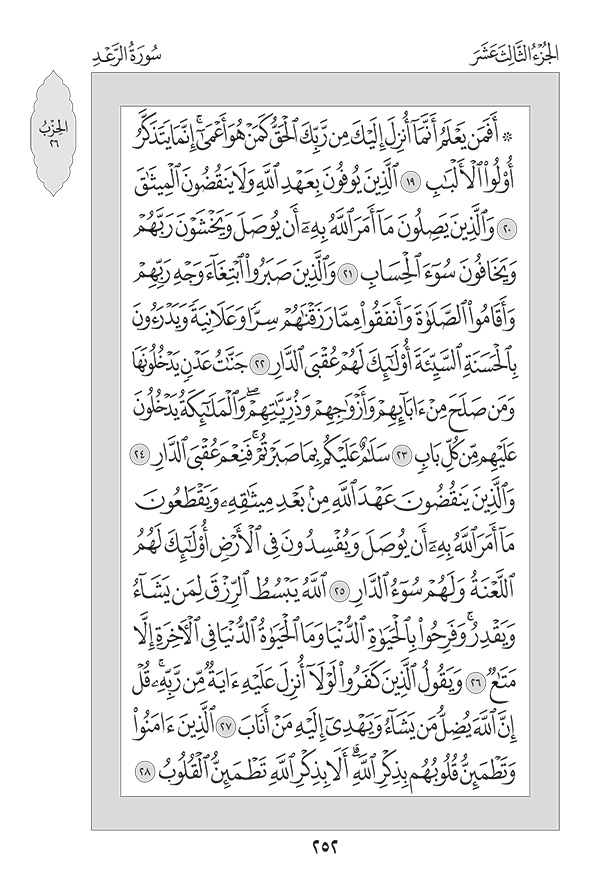 الجُزْءُ الثَّالِثَ عَشَرَ
سُورَةُ الرَّعْدِ
الحِزْبُ
٢٦
۞ أَفَمَن يَعْلَمُ أَنَّمَآ أُنزِلَ إِلَيْكَ مِن رَّبِّكَ ٱلْحَقُّ كَمَنْ هُوَ أَعْمَىٰٓۚ إِنَّمَا يَتَذَكَّرُ
أُو۟لُوا۟ ٱلْأَلْبَٰبِ ١٩ ٱلَّذِينَ يُوفُونَ بِعَهْدِ ٱللَّهِ وَلَا يَنقُضُونَ ٱلْمِيثَٰقَ
٢٠ وَٱلَّذِينَ يَصِلُونَ مَآ أَمَرَ ٱللَّهُ بِهِۦٓ أَن يُوصَلَ وَيَخْشَوْنَ رَبَّهُمْ
وَيَخَافُونَ سُوٓءَ ٱلْحِسَابِ ٢١ وَٱلَّذِينَ صَبَرُوا۟ ٱبْتِغَآءَ وَجْهِ رَبِّهِمْ
وَأَقَامُوا۟ ٱلصَّلَوٰةَ وَأَنفَقُوا۟ مِمَّا رَزَقْنَٰهُمْ سِرًّا وَعَلَانِيَةً وَيَدْرَءُونَ
بِٱلْحَسَنَةِ ٱلسَّيِّئَةَ أُو۟لَٰٓئِكَ لَهُمْ عُقْبَى ٱلدَّارِ ٢٢ جَنَّٰتُ عَدْنٍ يَدْخُلُونَهَا
وَمَن صَلَحَ مِنْ ءَابَآئِهِمْ وَأَزْوَٰجِهِمْ وَذُرِّيَّٰتِهِمْۖ وَٱلْمَلَٰٓئِكَةُ يَدْخُلُونَ
عَلَيْهِم مِّن كُلِّ بَابٍ ٢٣ سَلَٰمٌ عَلَيْكُم بِمَا صَبَرْتُمْۚ فَنِعْمَ عُقْبَى ٱلدَّارِ ٢٤
وَٱلَّذِينَ يَنقُضُونَ عَهْدَ ٱللَّهِ مِنۢ بَعْدِ مِيثَٰقِهِۦ وَيَقْطَعُونَ
مَآ أَمَرَ ٱللَّهُ بِهِۦٓ أَن يُوصَلَ وَيُفْسِدُونَ فِى ٱلْأَرْضِ أُو۟لَٰٓئِكَ لَهُمُ
ٱللَّعْنَةُ وَلَهُمْ سُوٓءُ ٱلدَّارِ ٢٥ ٱللَّهُ يَبْسُطُ ٱلرِّزْقَ لِمَن يَشَآءُ
وَيَقْدِرُۚ وَفَرِحُوا۟ بِٱلْحَيَوٰةِ ٱلدُّنْيَا وَمَا ٱلْحَيَوٰةُ ٱلدُّنْيَا فِى ٱلْءَاخِرَةِ إِلَّا
مَتَٰعٌ ٢٦ وَيَقُولُ ٱلَّذِينَ كَفَرُوا۟ لَوْلَآ أُنزِلَ عَلَيْهِ ءَايَةٌ مِّن رَّبِّهِۦۚ قُلْ
إِنَّ ٱللَّهَ يُضِلُّ مَن يَشَآءُ وَيَهْدِىٓ إِلَيْهِ مَنْ أَنَابَ ٢٧ ٱلَّذِينَ ءَامَنُوا۟
وَتَطْمَئِنُّ قُلُوبُهُم بِذِكْرِ ٱللَّهِۗ أَلَا بِذِكْرِ ٱللَّهِ تَطْمَئِنُّ ٱلْقُلُوبُ ٢٨
٢٥٢